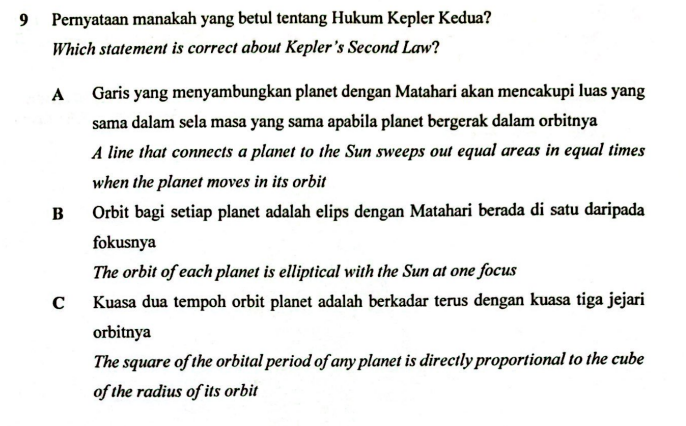 9 Pernyataan manakah yang betul tentang Hukum Kepler Kedua?
Which statement is correct about Kepler's Second Law?
A Garis yang menyambungkan planet dengan Matahari akan mencakupi luas yang
sama dalam sela masa yang sama apabila planet bergerak dalam orbitnya
A line that connects a planet to the Sun sweeps out equal areas in equal times
when the planet moves in its orbit
B Orbit bagi setiap planet adalah elips dengan Matahari berada di satu daripada
fokusnya
The orbit of each planet is elliptical with the Sun at one focus
C Kuasa dua tempoh orbit planet adalah berkadar terus dengan kuasa tiga jejari
orbitnya
The square of the orbital period of any planet is directly proportional to the cube
of the radius of its orbit